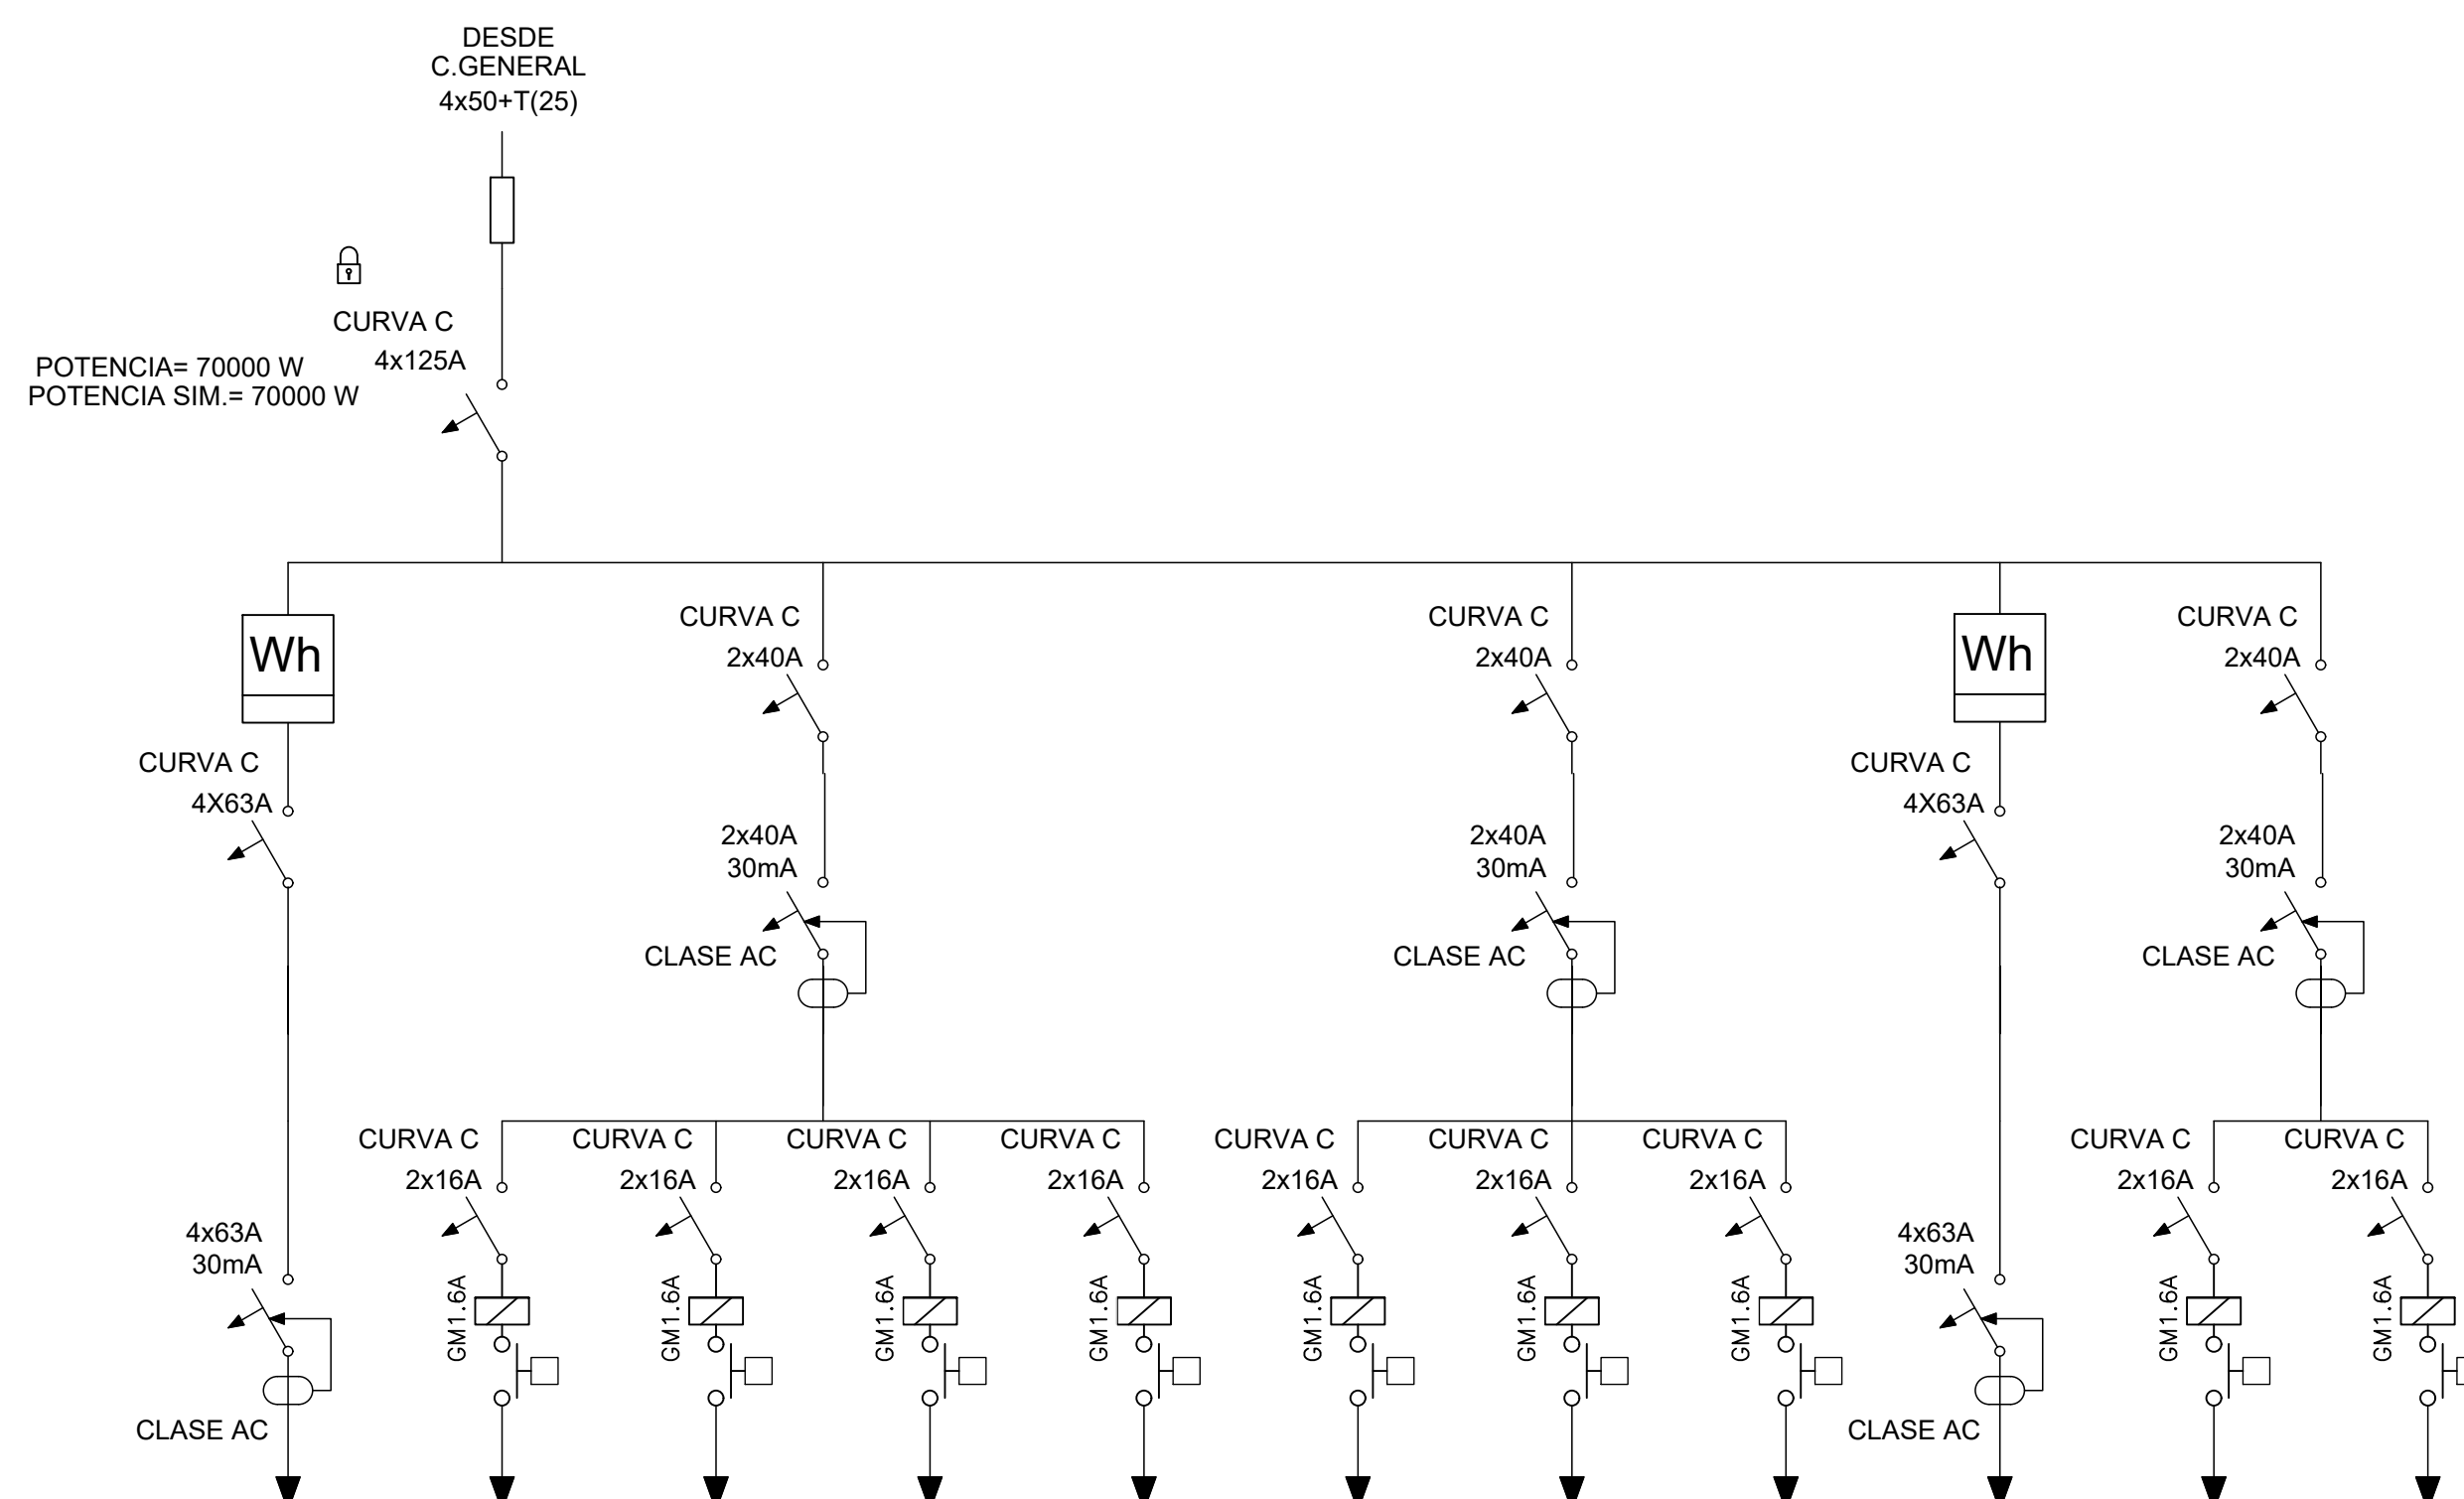 DESDE
C.GENERAL
4x50+T(25)
CURVA C
4x125A
POTENCIA= 70000 W
POTENCIA SIM.= 70000 W
Wh
CURVA C
4X63A
4x63A
30mA
CLASE AC
CURVA C
2x40A
2x40A
30mA
CLASE AC
CURVA C
2x16A
GM1.6A
CURVA C
2x16A
GM1.6A
CURVA C
2x16A
GM1.6A
CURVA C
2x16A
GM1.6A
CURVA C
2x40A
2x40A
30mA
CLASE AC
CURVA C
2x16A
GM1.6A
CURVA C
2x16A
GM1.6A
CURVA C
2x16A
GM1.6A
Wh
CURVA C
4X63A
4x63A
30mA
CLASE AC
CURVA C
2x40A
2x40A
30mA
CLASE AC
CURVA C
2x16A
GM1.6A
CURVA C
2x16A
GM1.6A